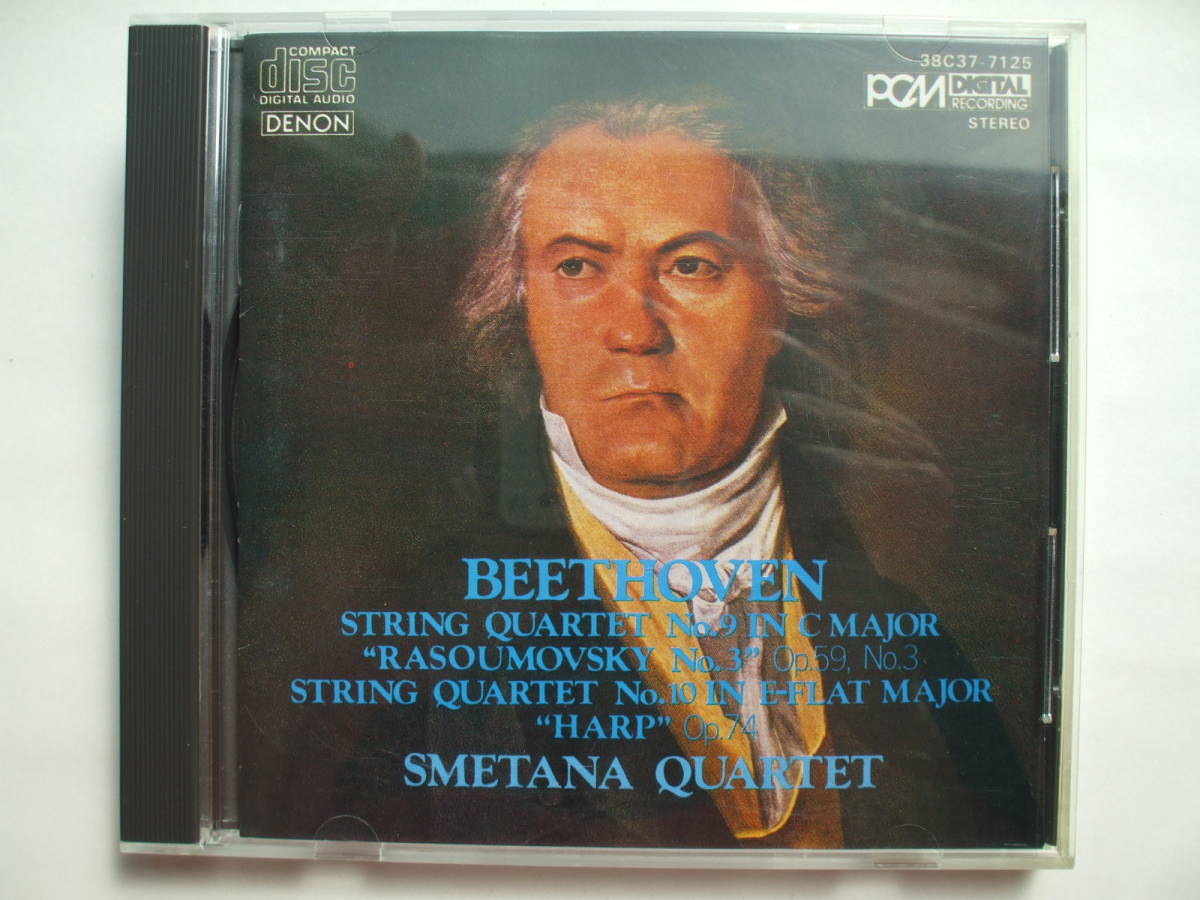 COMPACT
disc
DIGITAL AUDIO
DENON
38C37-7125
PCM DIGITAL
RECORDING
STEREO
BEETHOVEN
STRING QUARTET No.9 IN C MAJOR
“RASOUMOVSKY No.3” Op.59, No.3
STRING QUARTET No.10 IN E-FLAT MAJOR
“HARP” Op.74
SMETANA QUARTET